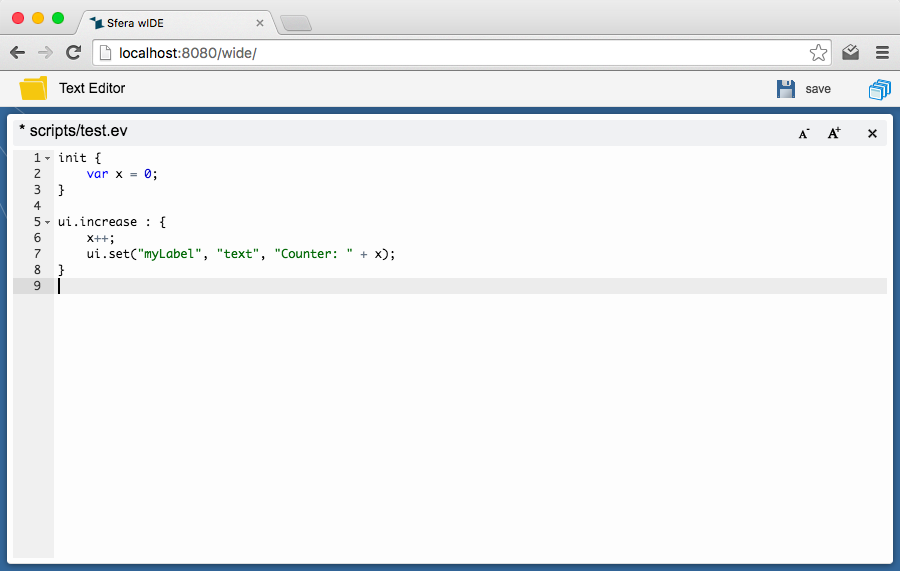 Sfera wIDE
localhost:8080/wide/
Text Editor
save
* scripts/test.ev
A- A+ ×
1 init {
2     var x = 0;
3 }
4
5 ui.increase : {
6     x++;
7     ui.set("myLabel", "text", "Counter: " + x);
8 }
9